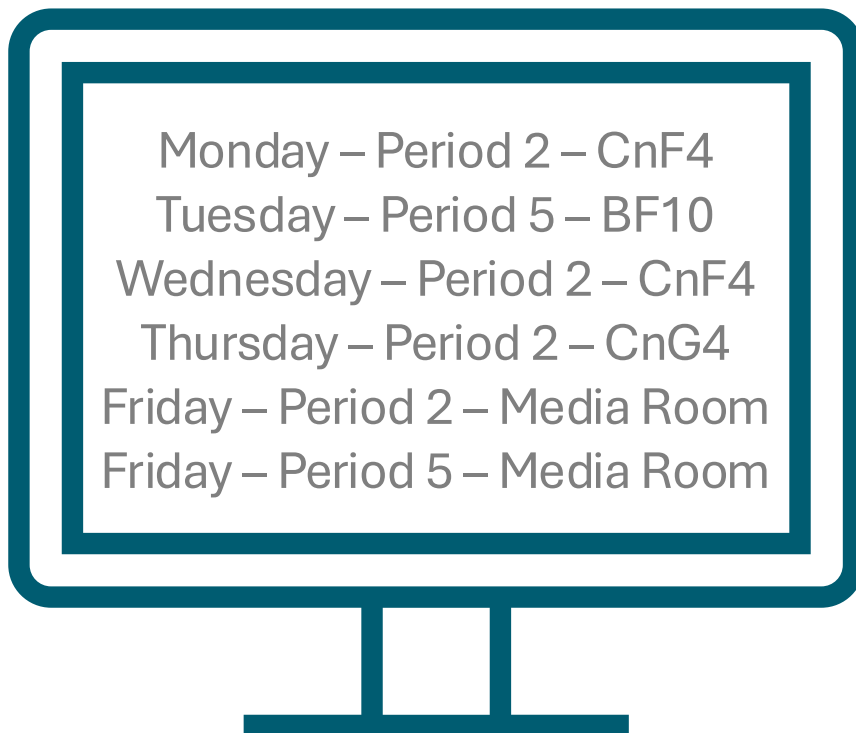 Monday – Period 2 – CnF4
Tuesday – Period 5 – BF10
Wednesday – Period 2 – CnF4
Thursday – Period 2 – CnG4
Friday – Period 2 – Media Room
Friday – Period 5 – Media Room